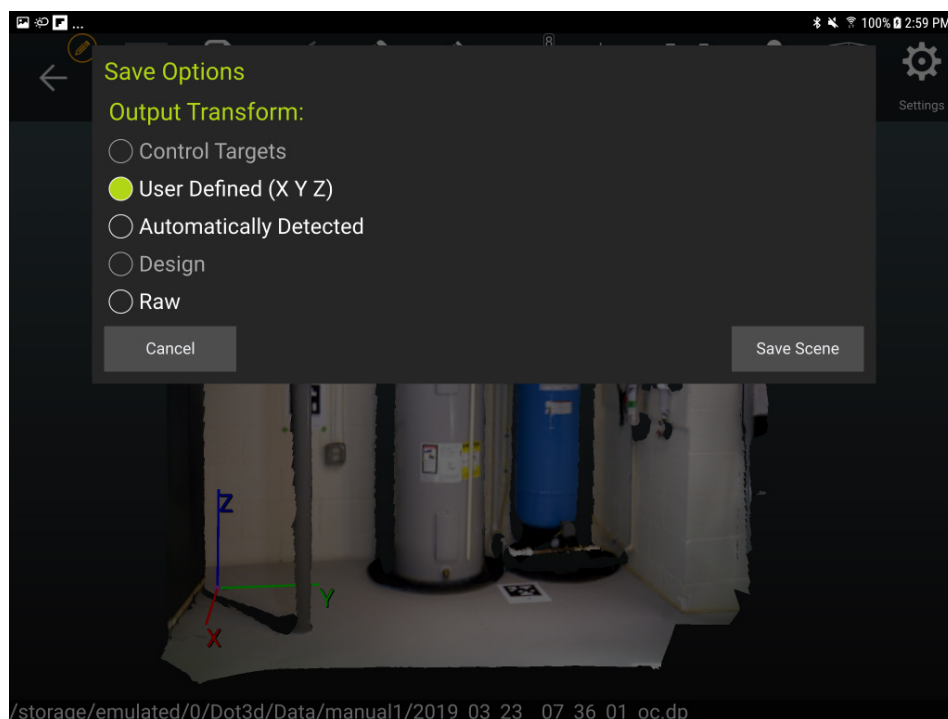 ... 100% 2:59 PM
8
Settings
Save Options
Output Transform:
Control Targets
User Defined (X Y Z)
Automatically Detected
Design
Raw
Cancel
Save Scene
Z
Y
X
/storage/emulated/0/Dot3d/Data/manual1/2019_03_23__07_36_01_oc.dp